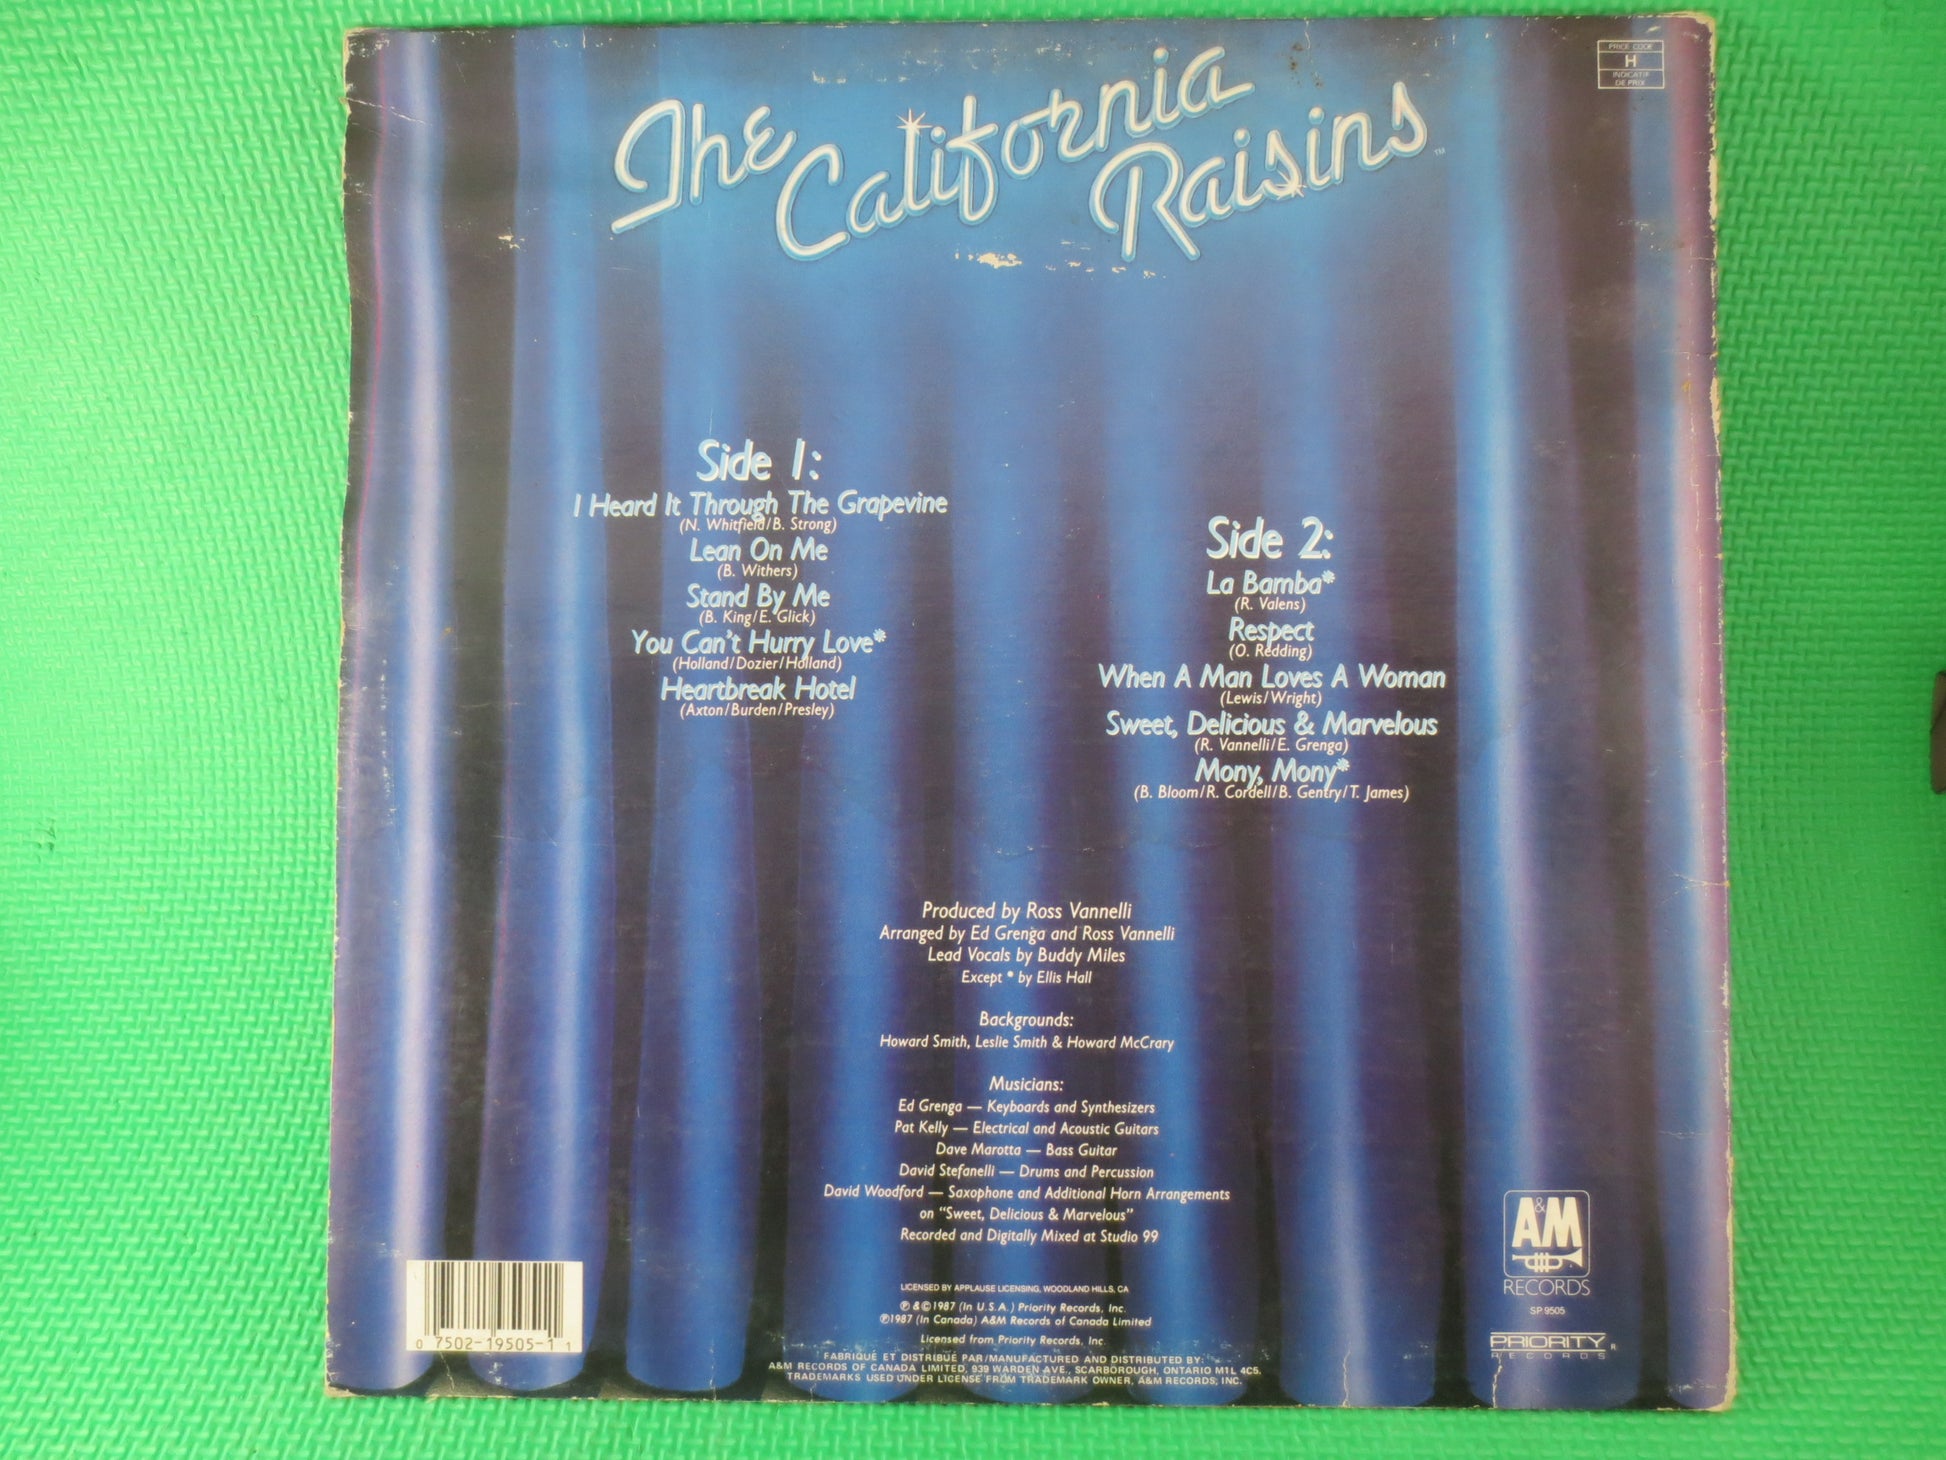 PRICE CODE
H
INDICATIF
DE PRIX
The California
Raisins™
Side 1:
I Heard It Through The Grapevine
(N. Whitfield/B. Strong)
Lean On Me
(B. Withers)
Stand By Me
(B. King/E. Glick)
You Can't Hurry Love*
(Holland/Dozier/Holland)
Heartbreak Hotel
(Axton/Burden/Presley)
Side 2:
La Bamba*
(R. Valens)
Respect
(O. Redding)
When A Man Loves A Woman
(Lewis/Wright)
Sweet, Delicious & Marvelous
(R. Vannelli/E. Grenga)
Mony, Mony*
(B. Bloom/R. Cordell/B. Gentry/T. James)
Produced by Ross Vannelli
Arranged by Ed Grenga and Ross Vannelli
Lead Vocals by Buddy Miles
Except * by Ellis Hall
Backgrounds:
Howard Smith, Leslie Smith & Howard McCrary
Musicians:
Ed Grenga — Keyboards and Synthesizers
Pat Kelly — Electrical and Acoustic Guitars
Dave Marotta — Bass Guitar
David Stefanelli — Drums and Percussion
David Woodford — Saxophone and Additional Horn Arrangements
on "Sweet, Delicious & Marvelous"
Recorded and Digitally Mixed at Studio 99
LICENSED BY APPLAUSE LICENSING, WOODLAND HILLS, CA
℗ & © 1987 (In U.S.A.) Priority Records, Inc.
℗1987 (In Canada) A&M Records of Canada Limited
Licensed from Priority Records, Inc.
FABRIQUÉ ET DISTRIBUÉ PAR/MANUFACTURED AND DISTRIBUTED BY:
A&M RECORDS OF CANADA LIMITED, 939 WARDEN AVE., SCARBOROUGH, ONTARIO M1L 4C5.
TRADEMARKS USED UNDER LICENSE FROM TRADEMARK OWNER, A&M RECORDS, INC.
0 7502-19505-1 1
A&M
RECORDS
SP 9505
PRIORITY R
RECORDS